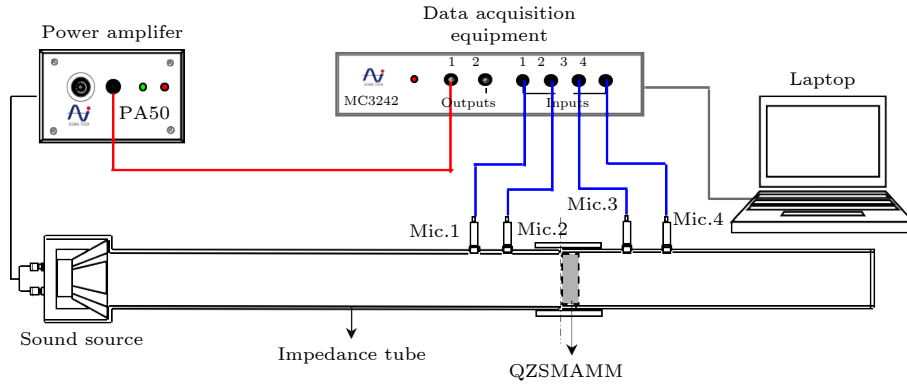 Data acquisition
equipment
Power amplifer
1 2 1 2 3 4
Laptop
MC3242
Outputs
Inputs
PA50
Mic.1
Mic.2
Mic.3
Mic.4
Sound source
Impedance tube
QZSMAMM